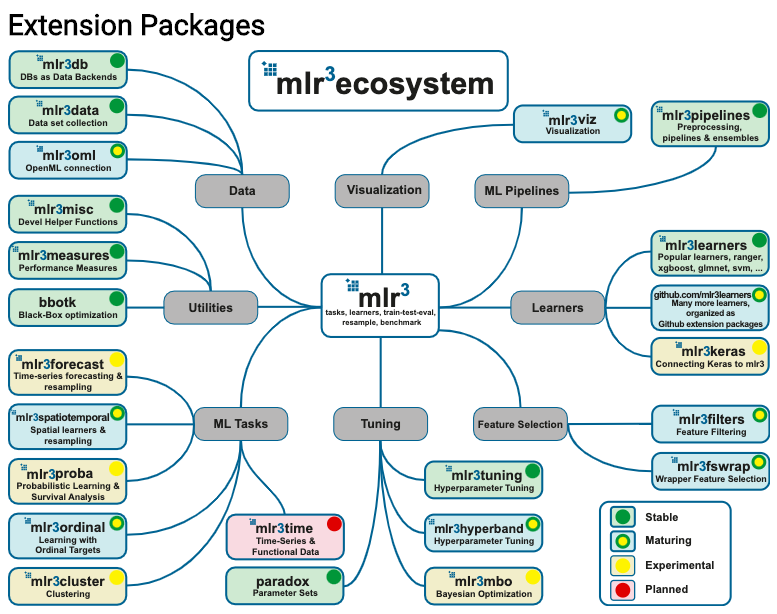 Extension Packages
mlr3ecosystem
mlr3db
DBs as Data Backends
mlr3data
Data set collection
mlr3oml
OpenML connection
mlr3misc
Devel Helper Functions
mlr3measures
Performance Measures
bbotk
Black-Box optimization
mlr3forecast
Time-series forecasting &
resampling
mlr3spatiotemporal
Spatial learners &
resampling
mlr3proba
Probabilistic Learning &
Survival Analysis
mlr3ordinal
Learning with
Ordinal Targets
mlr3cluster
Clustering
Data
Utilities
ML Tasks
mlr3time
Time-Series &
Functional Data
paradox
Parameter Sets
Visualization
mlr3viz
Visualization
mlr3
tasks, learners, train-test-eval,
resample, benchmark
Tuning
mlr3tuning
Hyperparameter Tuning
mlr3hyperband
Hyperparameter Tuning
mlr3mbo
Bayesian Optimization
ML Pipelines
mlr3pipelines
Preprocessing,
pipelines & ensembles
Learners
mlr3learners
Popular learners, ranger,
xgboost, glmnet, svm, ...
github.com/mlr3learners
Many more learners,
organized as
Github extension packages
mlr3keras
Connecting Keras to mlr3
Feature Selection
mlr3filters
Feature Filtering
mlr3fswrap
Wrapper Feature Selection
Stable
Maturing
Experimental
Planned